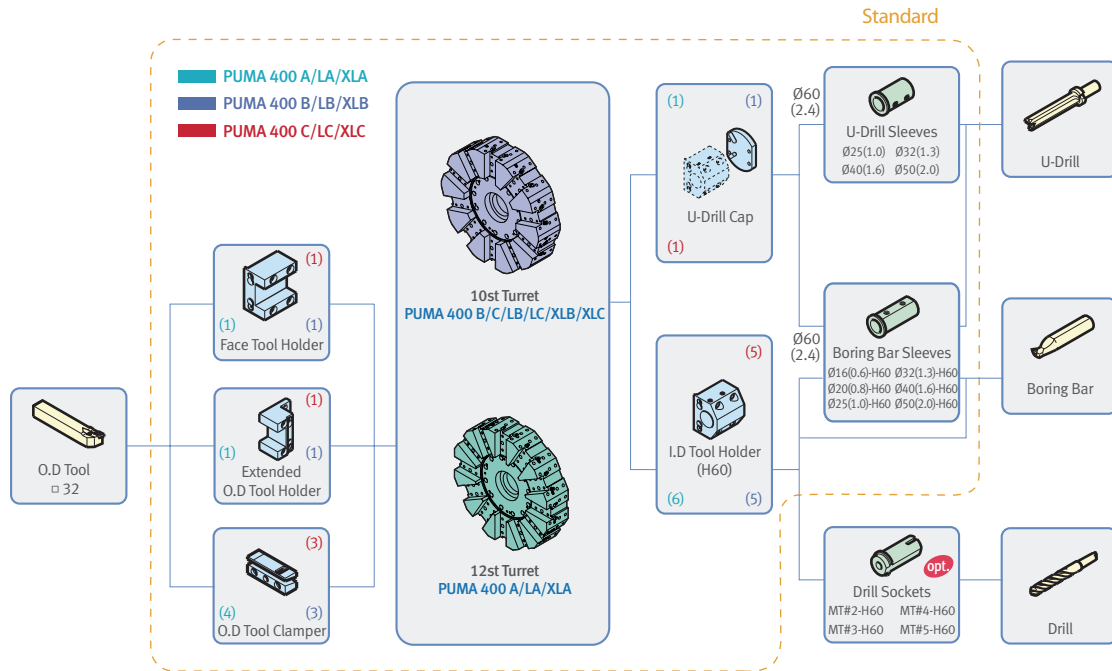 Standard
PUMA 400 A/LA/XLA
PUMA 400 B/LB/XLB
PUMA 400 C/LC/XLC
(1)
(1) (1)
Face Tool Holder
O.D Tool
□ 32
(1)
(1) (1)
Extended
O.D Tool Holder
(3)
(4) (3)
O.D Tool Clamper
10st Turret
PUMA 400 B/C/LB/LC/XLB/XLC
12st Turret
PUMA 400 A/LA/XLA
(1) (1)
U-Drill Cap
(1)
(5)
I.D Tool Holder
(H60)
(6) (5)
Ø60
(2.4)
U-Drill Sleeves
Ø25(1.0) Ø32(1.3)
Ø40(1.6) Ø50(2.0)
Ø60
(2.4)
Boring Bar Sleeves
Ø16(0.6)-H60 Ø32(1.3)-H60
Ø20(0.8)-H60 Ø40(1.6)-H60
Ø25(1.0)-H60 Ø50(2.0)-H60
opt.
Drill Sockets
MT#2-H60 MT#4-H60
MT#3-H60 MT#5-H60
U-Drill
Boring Bar
Drill